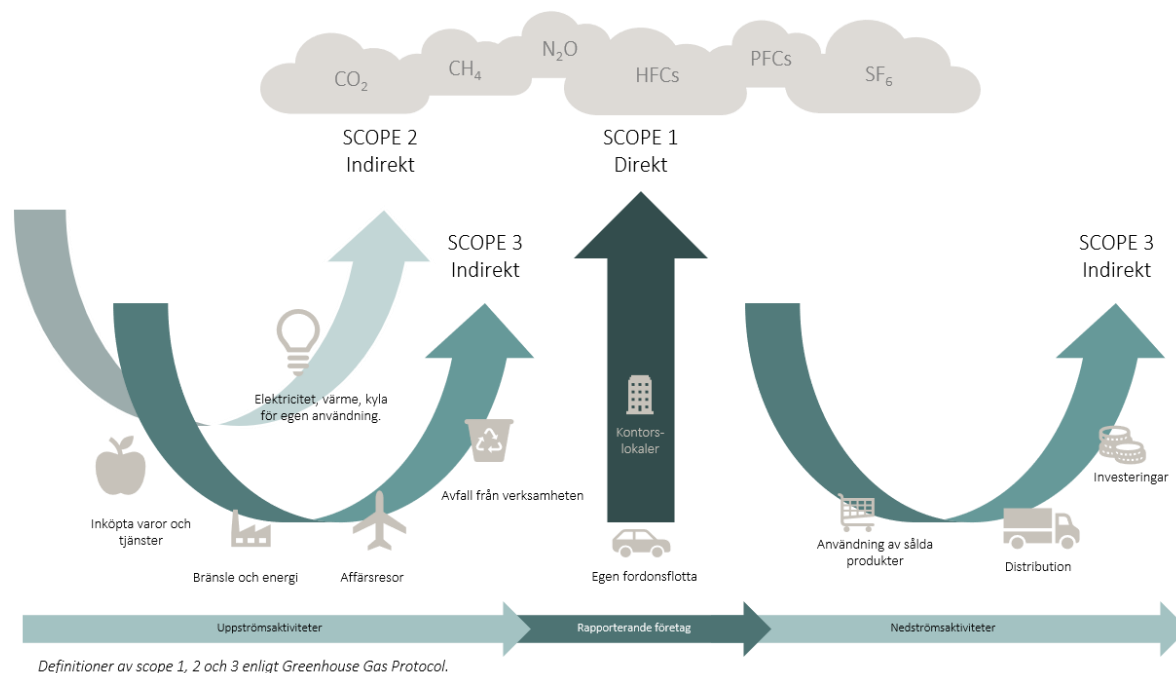 CO₂
CH₄
N₂O
HFCs
PFCs
SF₆
SCOPE 2
Indirekt
SCOPE 1
Direkt
SCOPE 3
Indirekt
SCOPE 3
Indirekt
Elektricitet, värme, kyla
för egen användning.
Kontors-
lokaler
Investeringar
Avfall från verksamheten
Inköpta varor och
tjänster
Användning av sålda
produkter
Bränsle och energi
Affärsresor
Egen fordonsflotta
Distribution
Uppströmsaktiviteter
Rapporterande företag
Nedströmsaktiviteter
Definitioner av scope 1, 2 och 3 enligt Greenhouse Gas Protocol.